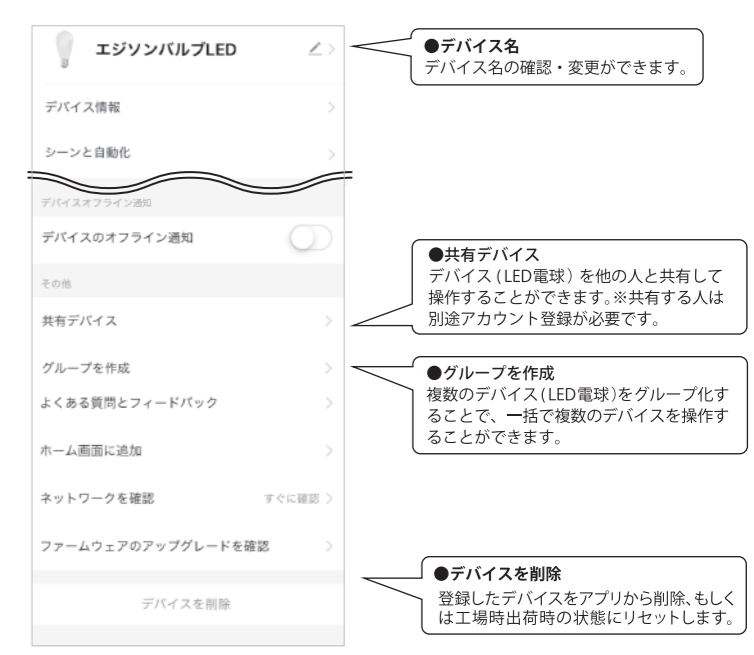 エジソンバルブLED
●デバイス名
デバイス名の確認・変更ができます。
デバイス情報
シーンと自動化
デバイスオフライン通知
デバイスのオフライン通知
その他
共有デバイス
●共有デバイス
デバイス(LED電球)を他の人と共有して
操作することができます。※共有する人は
別途アカウント登録が必要です。
グループを作成
●グループを作成
複数のデバイス(LED電球)をグループ化す
ることで、一括で複数のデバイスを操作す
ることができます。
よくある質問とフィードバック
ホーム画面に追加
ネットワークを確認 すぐに確認
ファームウェアのアップグレードを確認
デバイスを削除
●デバイスを削除
登録したデバイスをアプリから削除、もしく
は工場時出荷時の状態にリセットします。